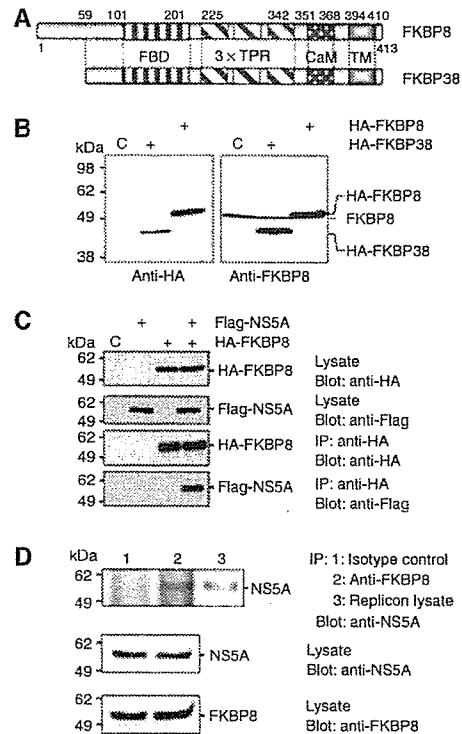 A
59 101 201 225 342 351 368 394 410
FKBP8
1
413
FBD 3 × TPR CaM TM
FKBP38
B
+ HA-FKBP8
C + HA-FKBP38
kDa
C +
+
98
62
49
38
HA-FKBP8
FKBP8
HA-FKBP38
Anti-HA Anti-FKBP8
C
+ + Flag-NS5A
kDa C + + HA-FKBP8
62
49
HA-FKBP8
Lysate
Blot: anti-HA
62
49
Flag-NS5A
Lysate
Blot: anti-Flag
62
49
HA-FKBP8
IP: anti-HA
Blot: anti-HA
62
49
Flag-NS5A
IP: anti-HA
Blot: anti-Flag
D
kDa 1 2 3
62
49
NS5A
IP: 1: Isotype control
2: Anti-FKBP8
3: Replicon lysate
Blot: anti-NS5A
62
49
NS5A
Lysate
Blot: anti-NS5A
62
49
FKBP8
Lysate
Blot: anti-FKBP8